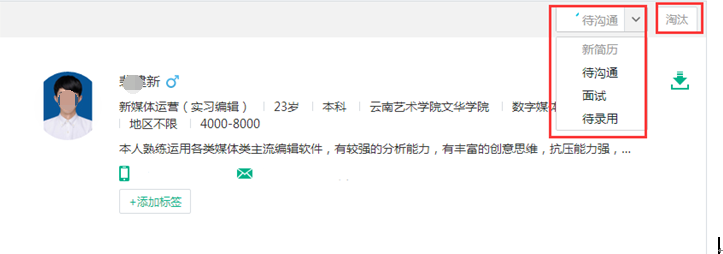 待沟通
淘汰
新简历
待沟通
面试
待录用
新
新媒体运营（实习编辑） 23岁 本科 云南艺术学院文华学院 数字媒体
地区不限 4000-8000
本人熟练运用各类媒体类主流编辑软件，有较强的分析能力，有丰富的创意思维，抗压能力强，...
+添加标签